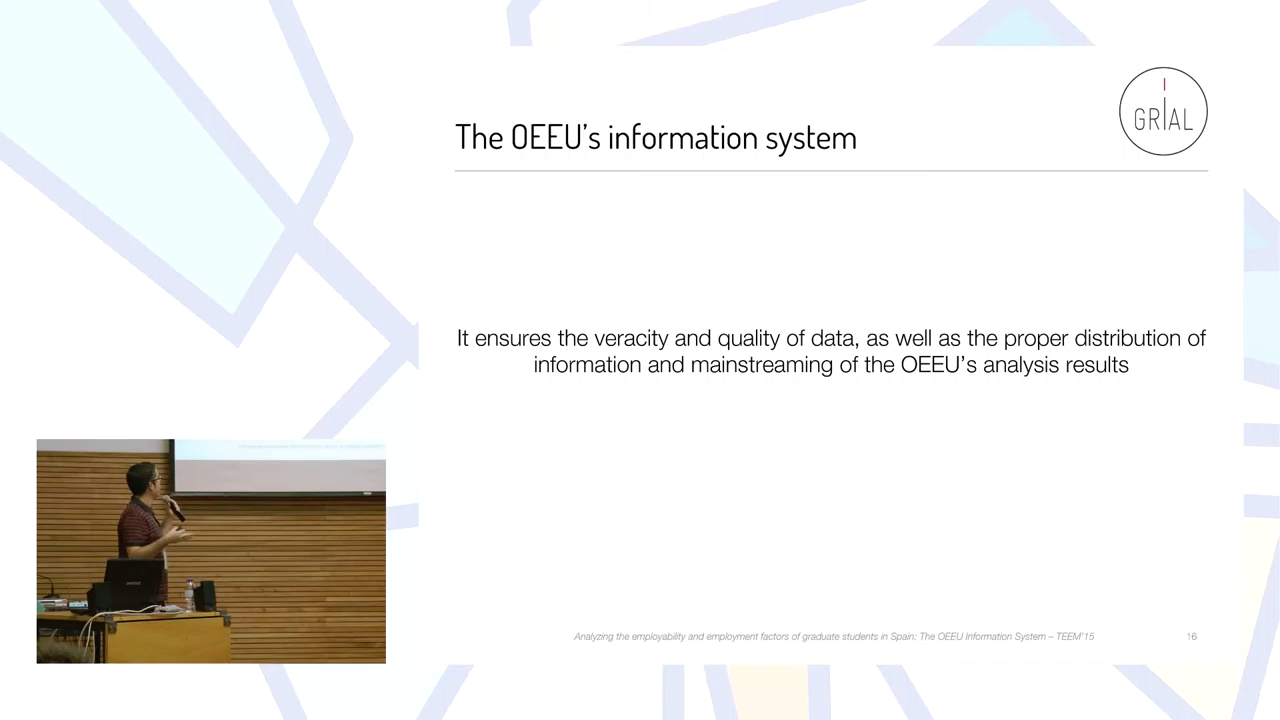 The OEEU's information system
GRIAL
It ensures the veracity and quality of data, as well as the proper distribution of
information and mainstreaming of the OEEU's analysis results
Analyzing the employability and employment factors of graduate students in Spain: The OEEU Information System – TEEM'15
16